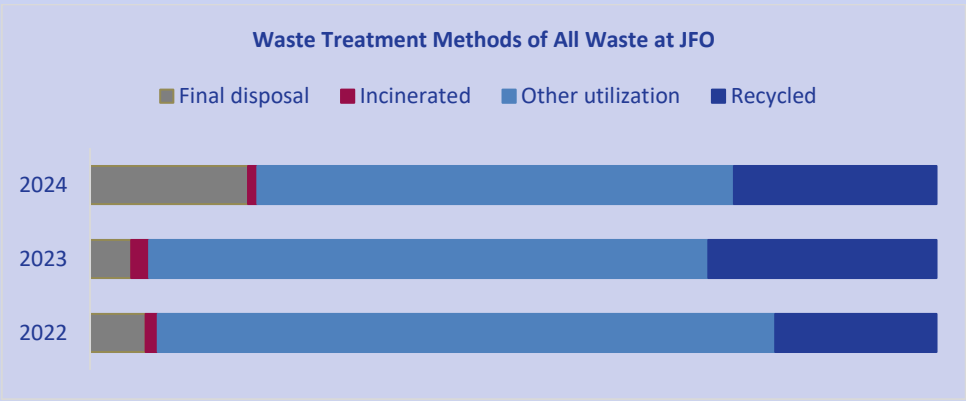 Waste Treatment Methods of All Waste at JFO
Final disposal Incinerated Other utilization Recycled
2024
2023
2022